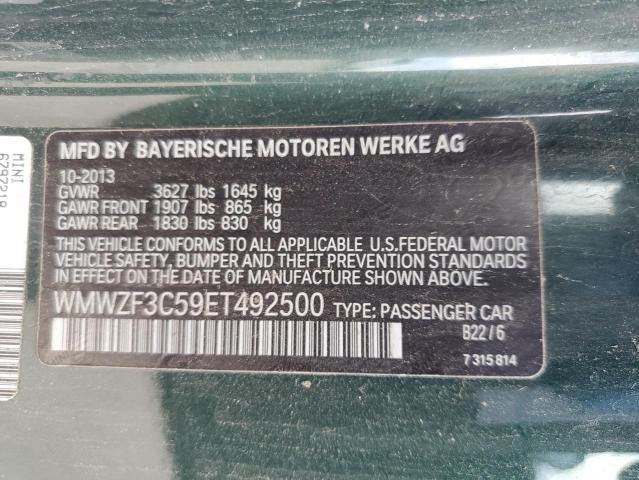 MFD BY BAYERISCHE MOTOREN WERKE AG
10-2013
GVWR 3627 lbs 1645 kg
GAWR FRONT 1907 lbs 865 kg
GAWR REAR 1830 lbs 830 kg
THIS VEHICLE CONFORMS TO ALL APPLICABLE U.S.FEDERAL MOTOR
VEHICLE SAFETY, BUMPER AND THEFT PREVENTION STANDARDS
IN EFFECT ON THE DATE OF MANUFACTURE SHOWN ABOVE.
WMWZF3C59ET492500 TYPE: PASSENGER CAR
B22/6
7 315 814
MINI